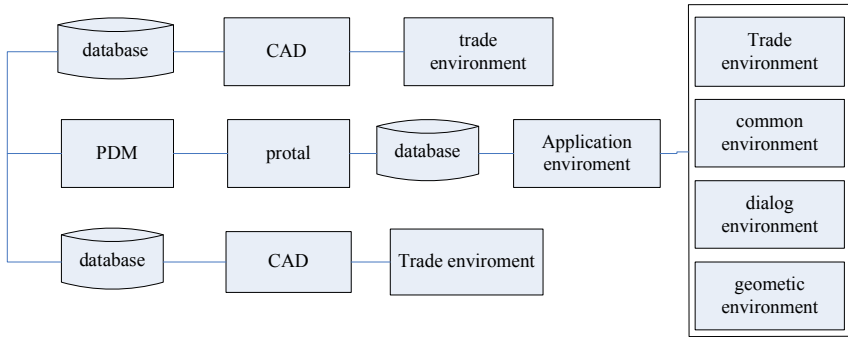 database
CAD
trade
environment
PDM
protal
database
Application
enviroment
database
CAD
Trade enviroment
Trade
environment
common
environment
dialog
environment
geometic
environment